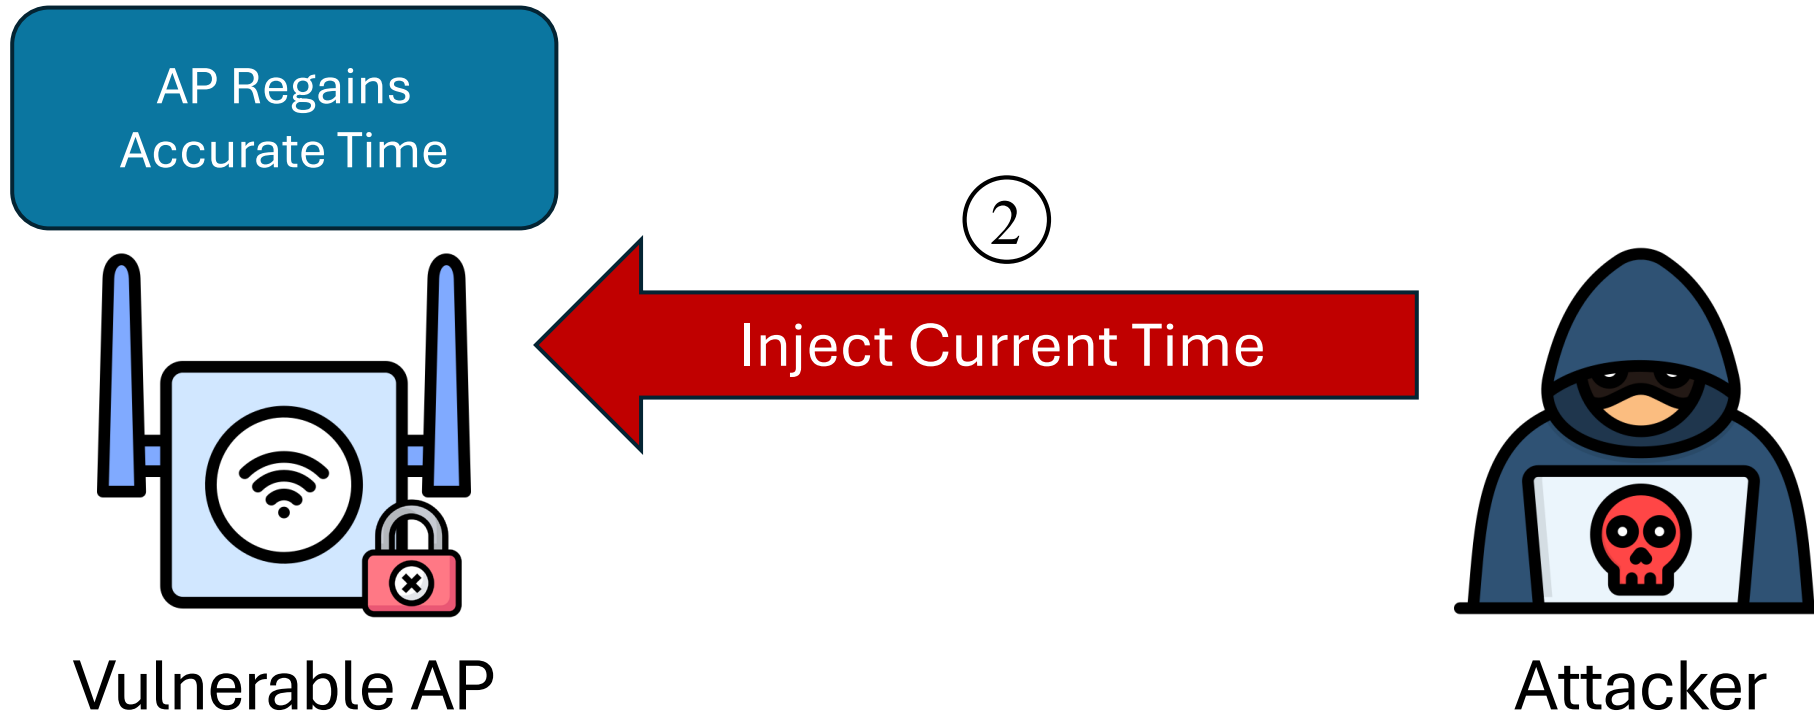 AP Regains
Accurate Time
2
Inject Current Time
Vulnerable AP
Attacker